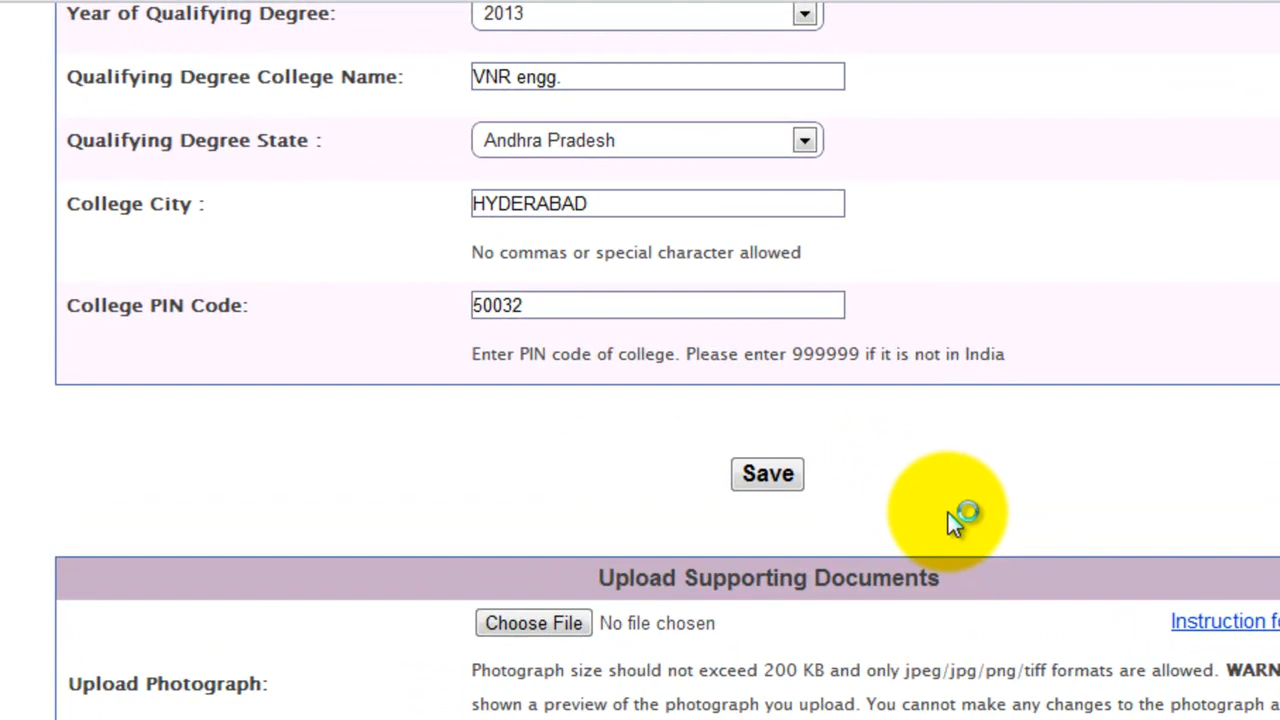 Year of Qualifying Degree: 2013
Qualifying Degree College Name: VNR engg.
Qualifying Degree State : Andhra Pradesh
College City : HYDERABAD
No commas or special character allowed
College PIN Code: 50032
Enter PIN code of college. Please enter 999999 if it is not in India
Save
Upload Supporting Documents
Choose File No file chosen Instruction
Photograph size should not exceed 200 KB and only jpeg/jpg/png/tiff formats are allowed.
Upload Photograph:
shown a preview of the photograph you upload. You cannot make any changes to the photograph